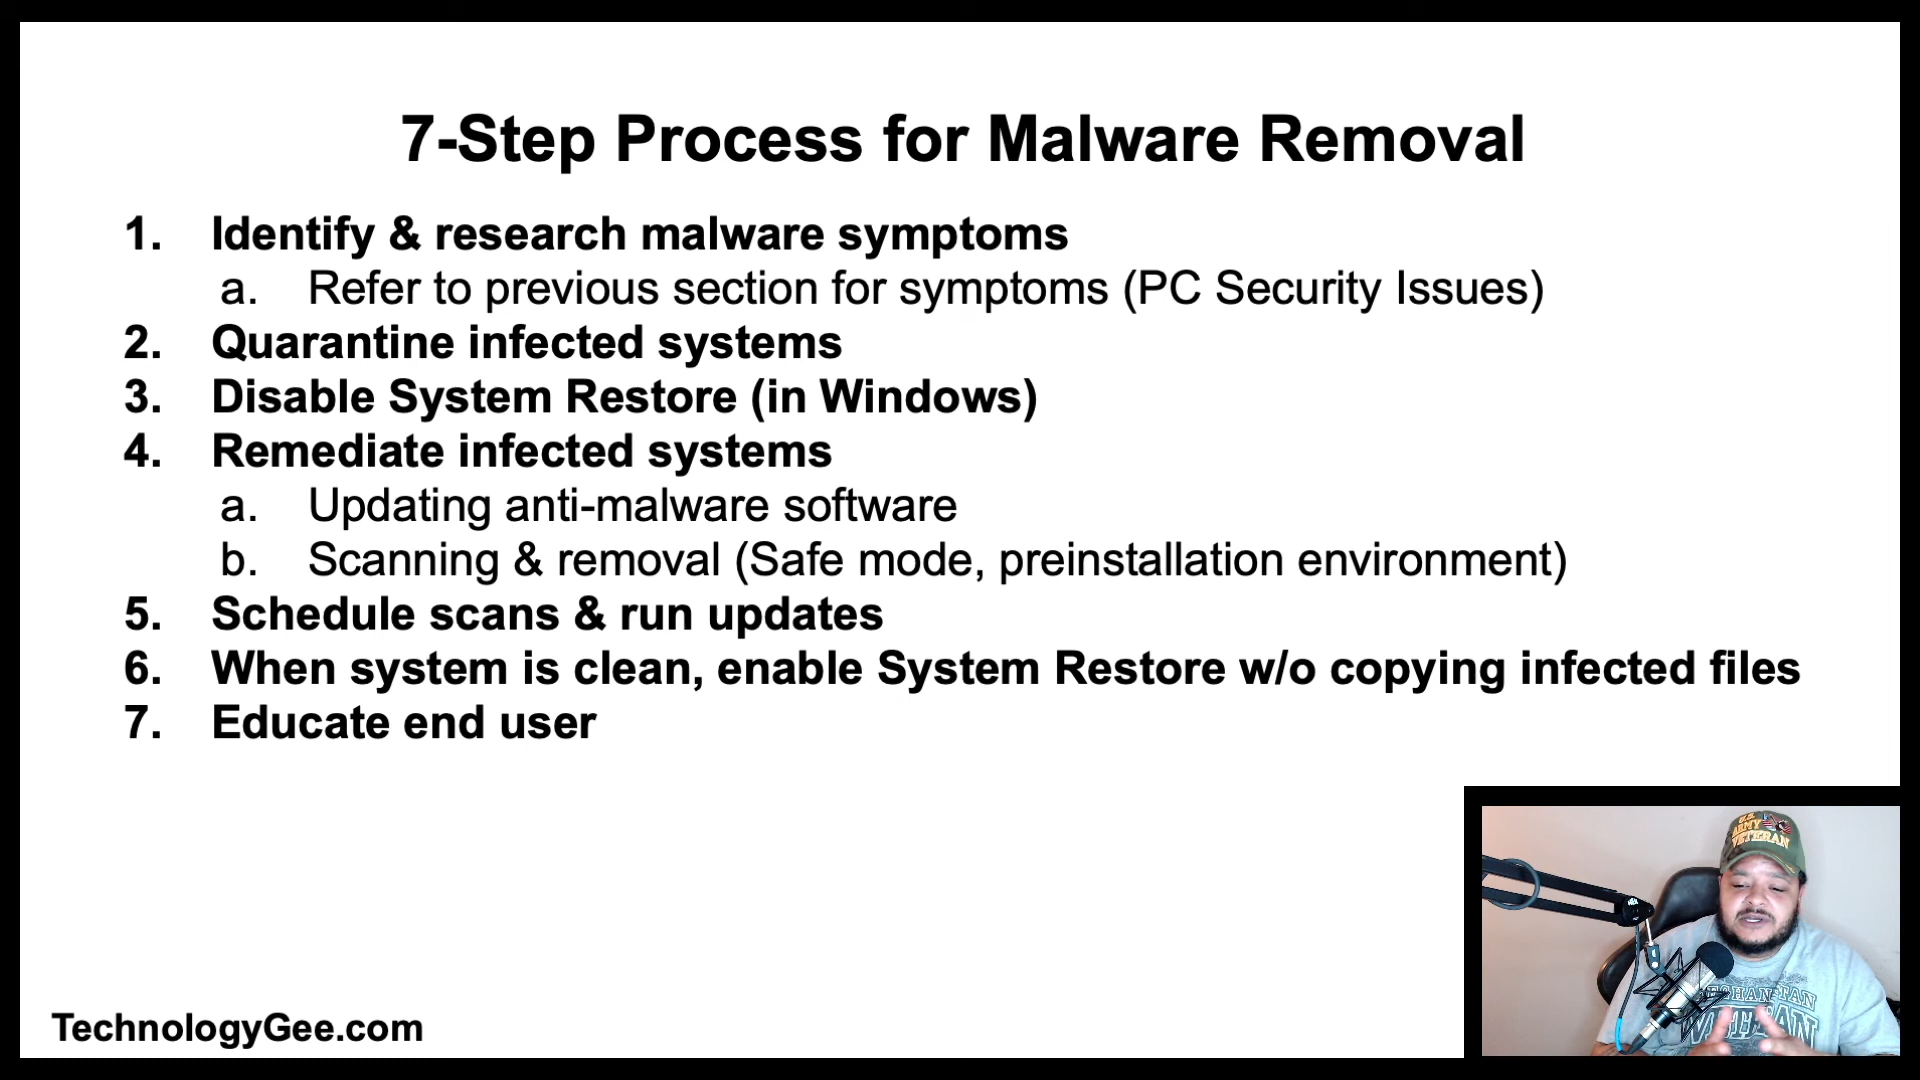 7-Step Process for Malware Removal
1. Identify & research malware symptoms
a. Refer to previous section for symptoms (PC Security Issues)
2. Quarantine infected systems
3. Disable System Restore (in Windows)
4. Remediate infected systems
a. Updating anti-malware software
b. Scanning & removal (Safe mode, preinstallation environment)
5. Schedule scans & run updates
6. When system is clean, enable System Restore w/o copying infected files
7. Educate end user
TechnologyGee.com
U.S.
ARMY
VETERAN